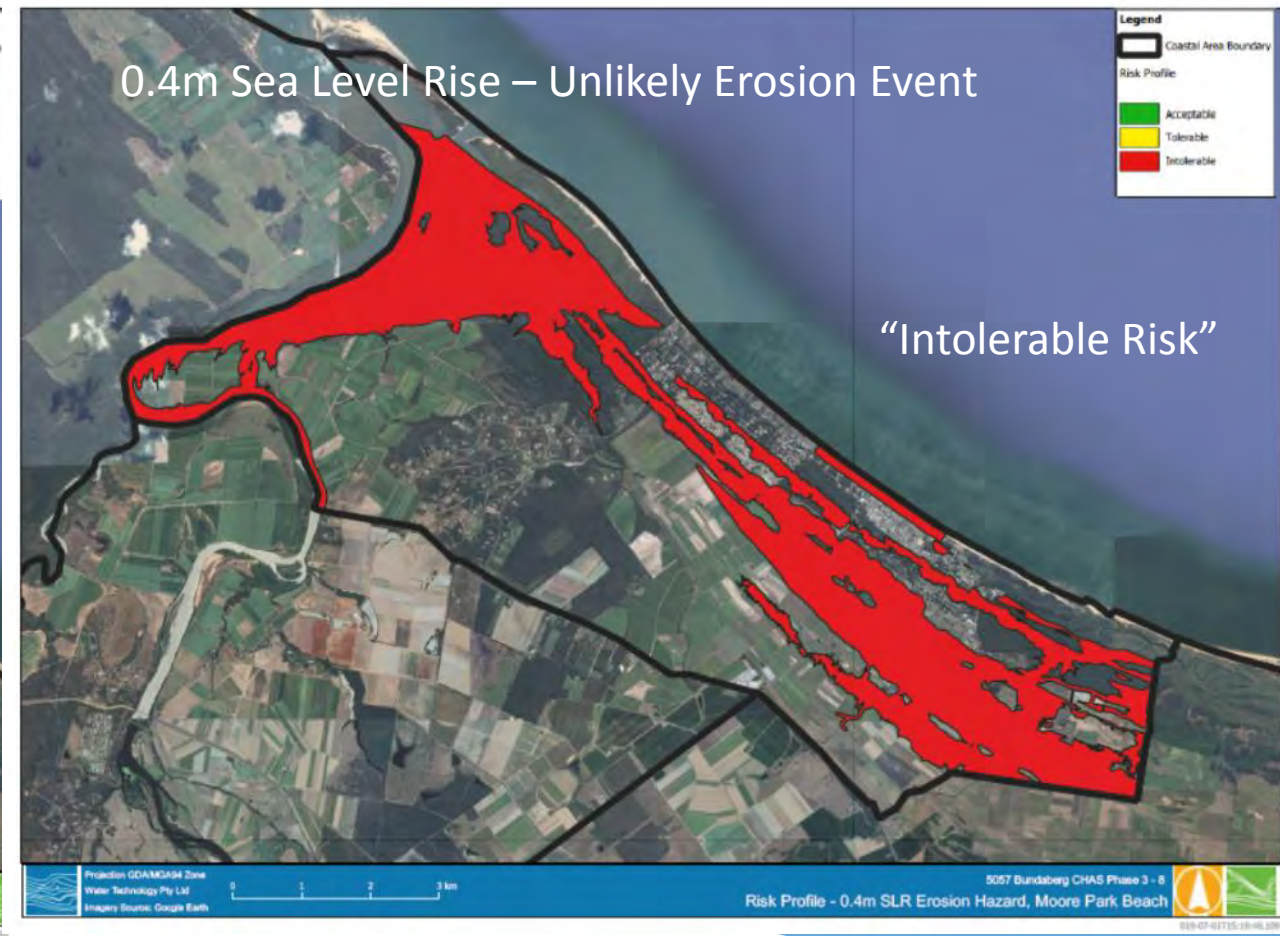 0.4m Sea Level Rise – Unlikely Erosion Event
“Intolerable Risk”
Legend
Coastal Area Boundary
Risk Profile
Acceptable
Tolerable
Intolerable
Projection GDA/MGA94 Zone
Water Technology Pty Ltd
Imagery Source: Google Earth
0 1 2 3 km
5057 Bundaberg CHAS Phase 3 - 8
Risk Profile - 0.4m SLR Erosion Hazard, Moore Park Beach